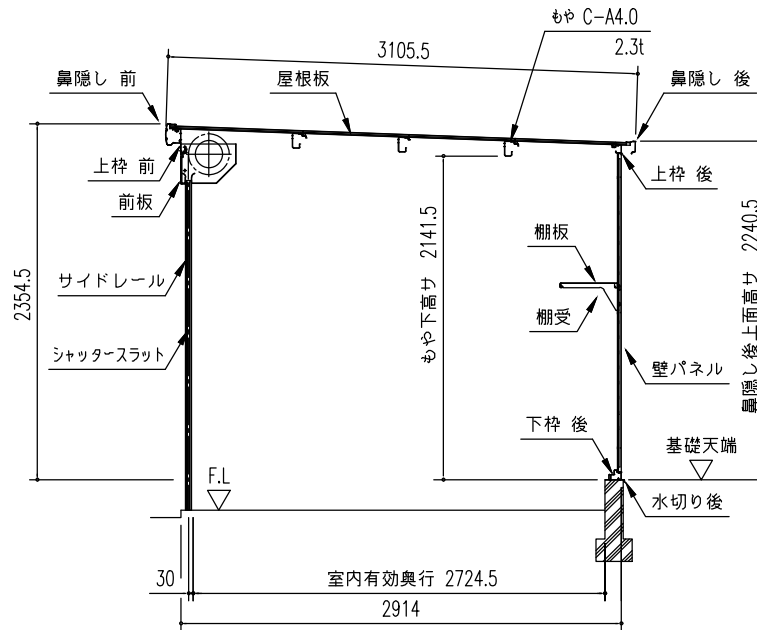 もや C-A4.0
3105.5
2.3t
鼻隠し 前
屋根板
鼻隠し 後
上枠 前
上枠 後
前板
2354.5
もや下高サ 2141.5
鼻隠し後上面高サ 2240.5
棚板
サイドレール
棚受
シャッタースラット
壁パネル
下枠 後
基礎天端
F.L
水切り後
30
室内有効奥行 2724.5
2914